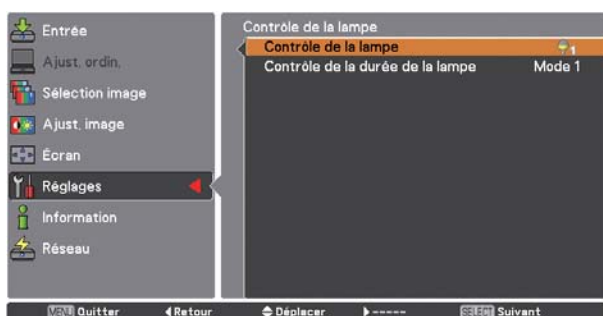 Entrée
Ajust. ordin.
Sélection image
Ajust. image
Écran
Réglages
Information
Réseau
Contrôle de la lampe
Contrôle de la lampe 1
Contrôle de la durée de la lampe Mode 1
MENU Quitter Retour Déplacer ----- SELECT Suivant